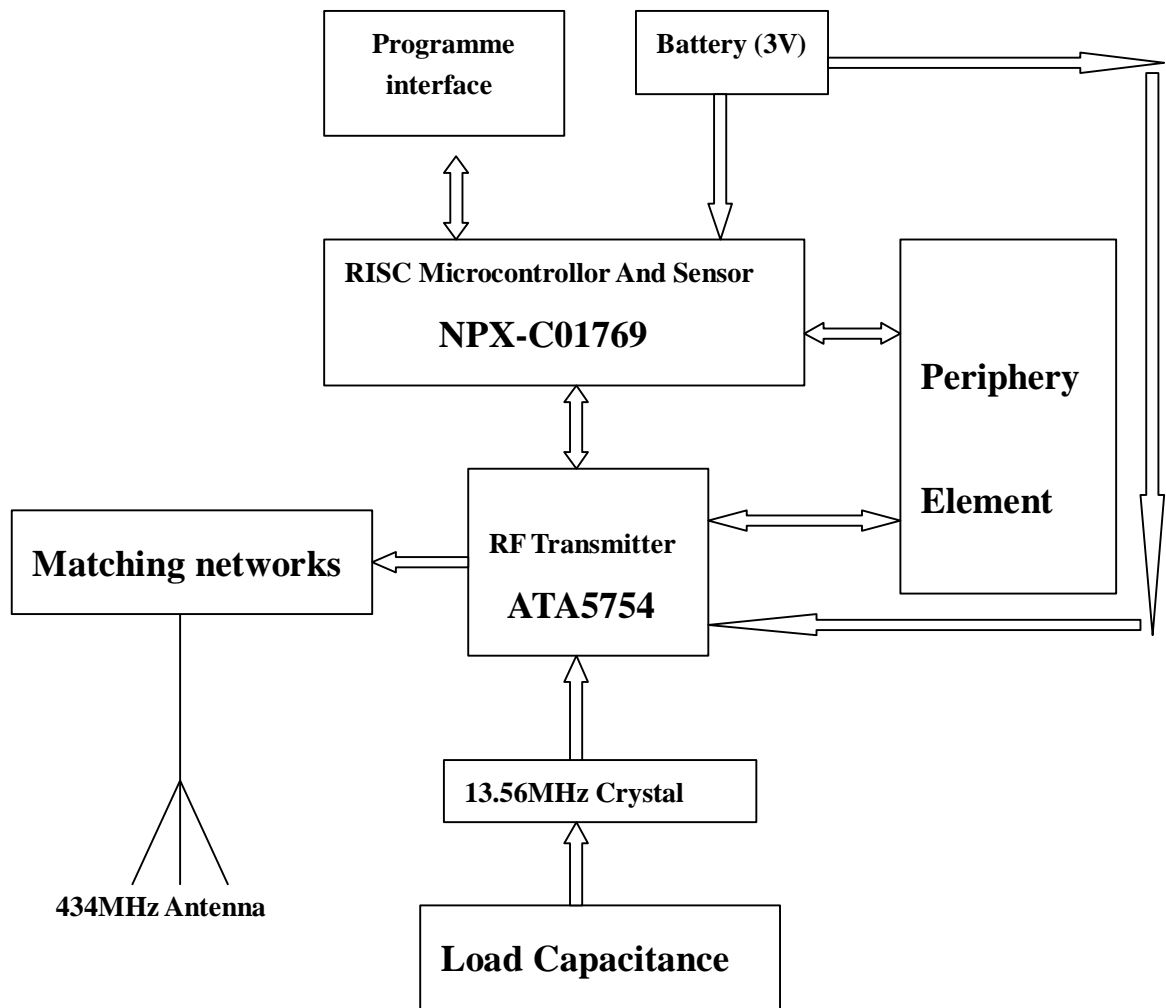 Programme
interface
Battery (3V)
RISC Microcontrollor And Sensor
NPX-C01769
Periphery
Element
RF Transmitter
ATA5754
Matching networks
13.56MHz Crystal
434MHz Antenna
Load Capacitance